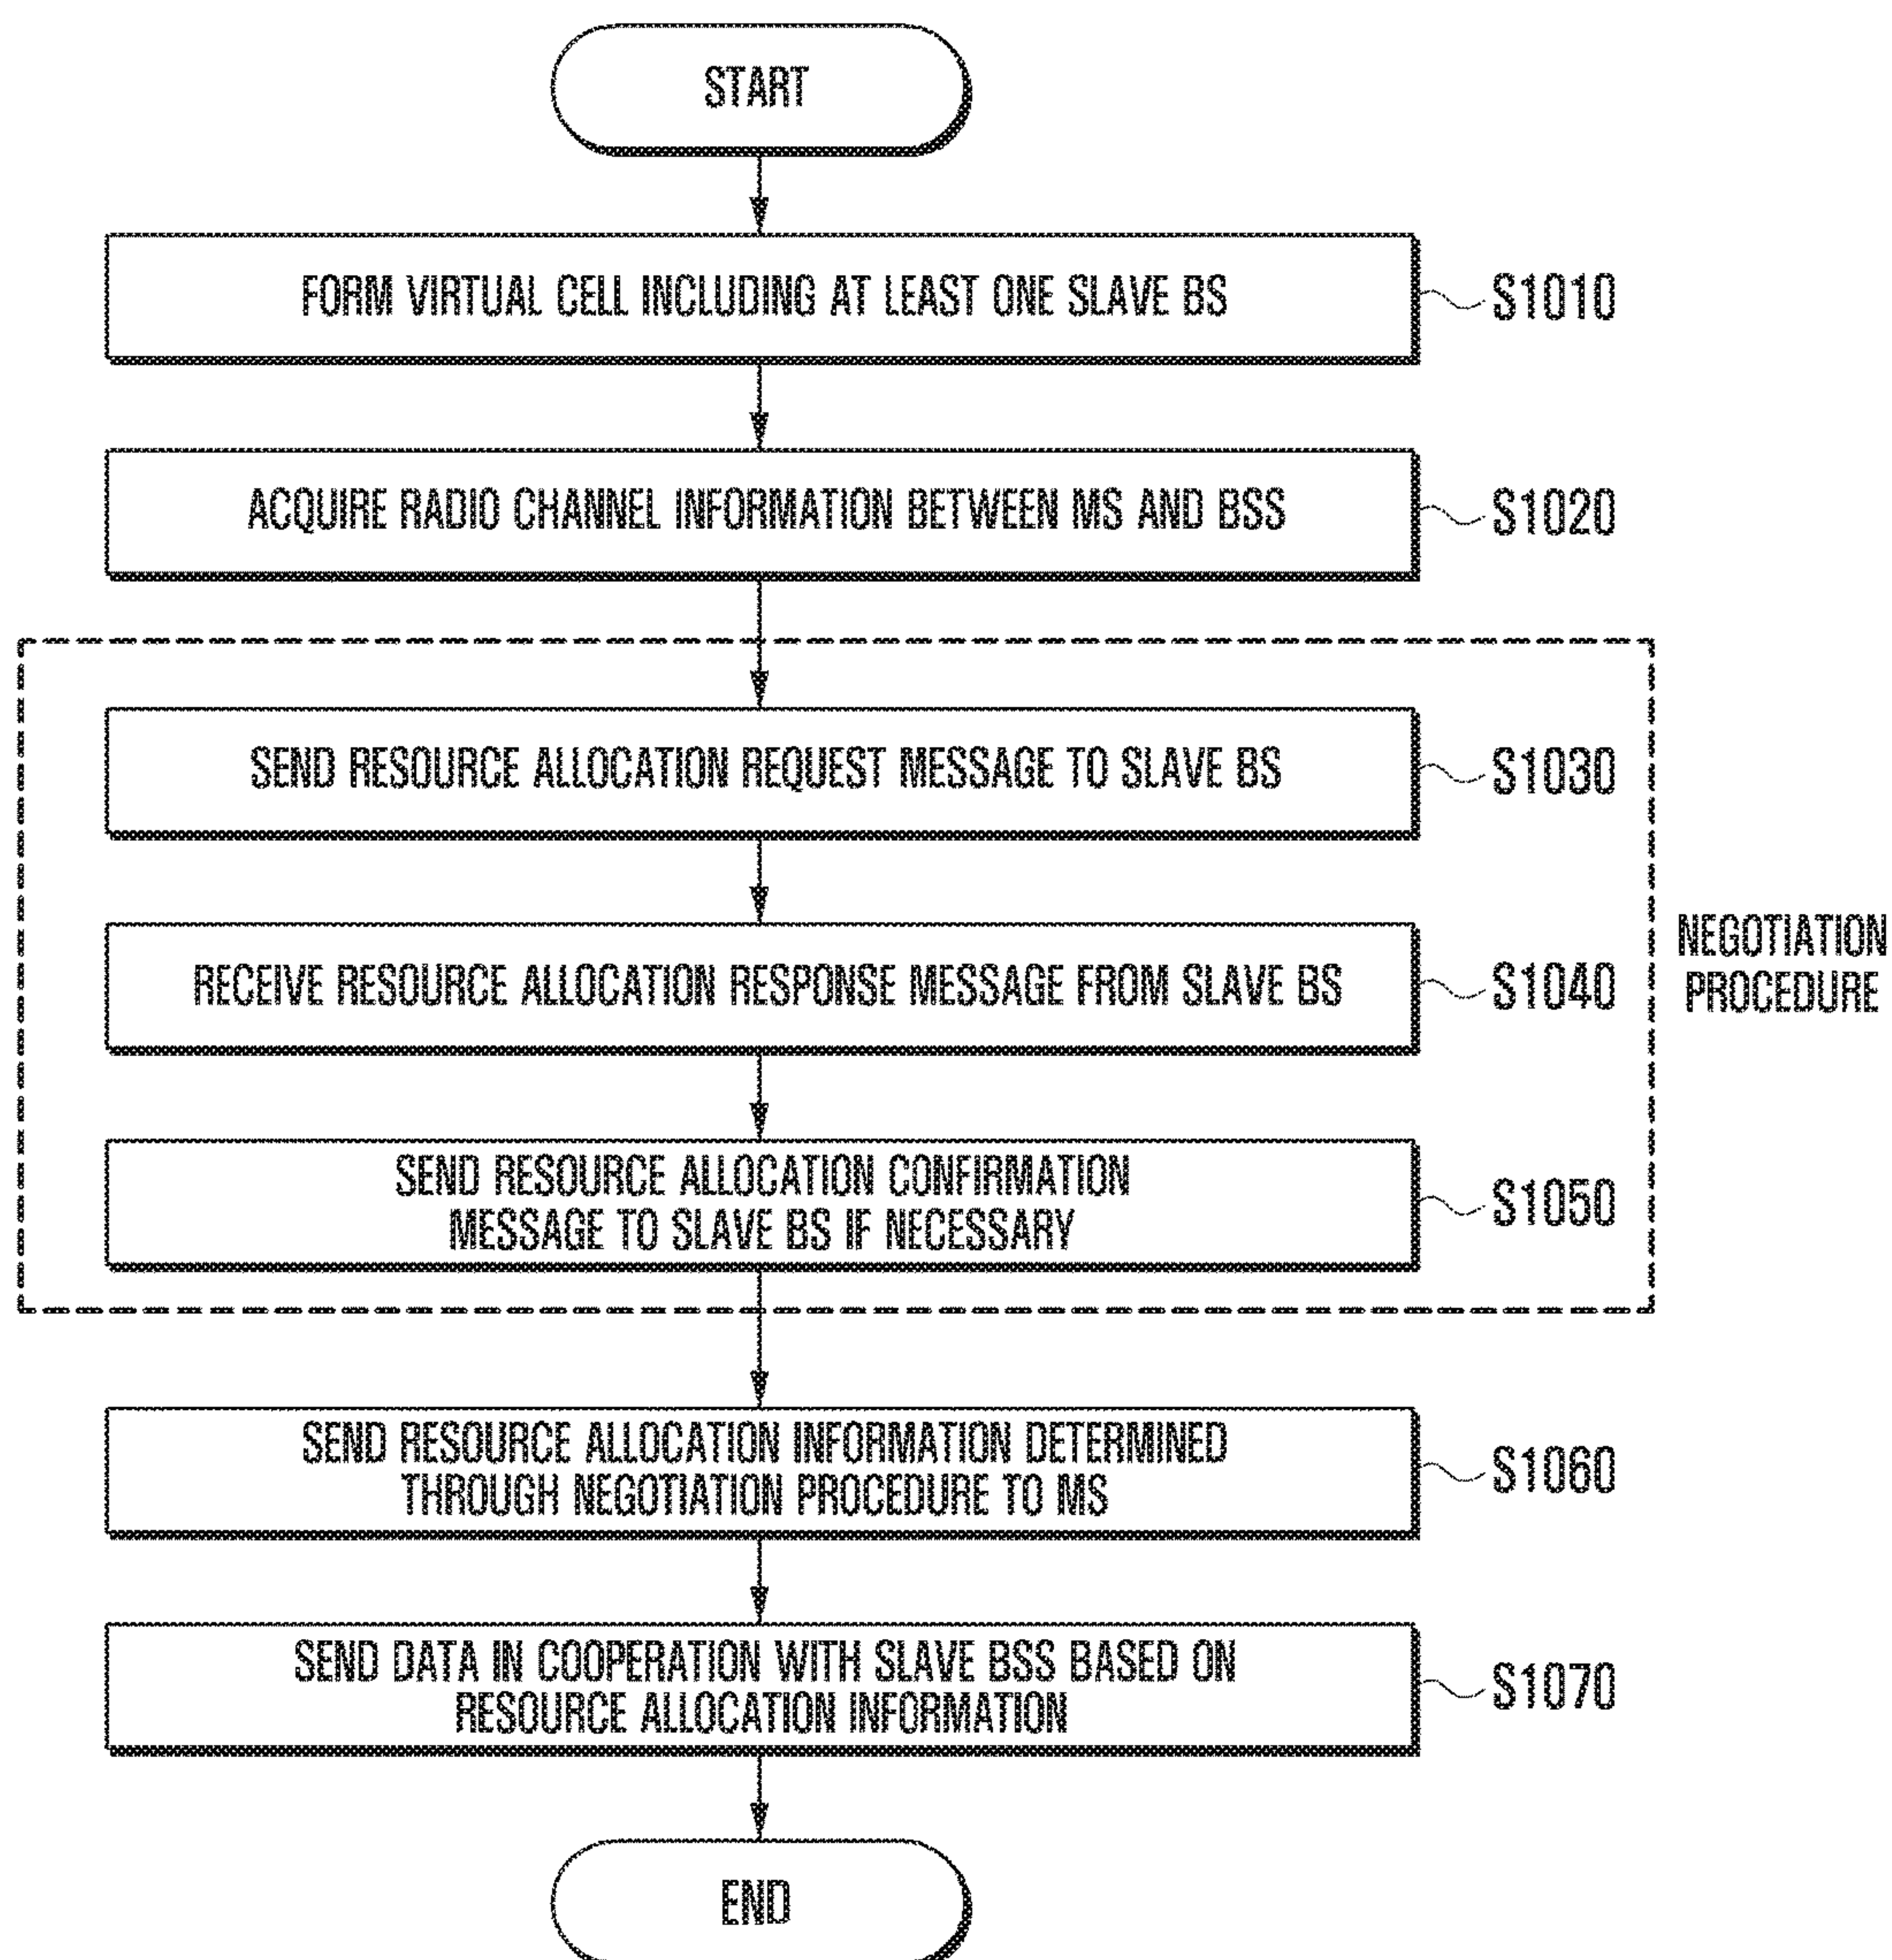 START
FORM VIRTUAL CELL INCLUDING AT LEAST ONE SLAVE BS
S1010
ACQUIRE RADIO CHANNEL INFORMATION BETWEEN MS AND BSS
S1020
SEND RESOURCE ALLOCATION REQUEST MESSAGE TO SLAVE BS
S1030
RECEIVE RESOURCE ALLOCATION RESPONSE MESSAGE FROM SLAVE BS
S1040
NEGOTIATION
PROCEDURE
SEND RESOURCE ALLOCATION CONFIRMATION
MESSAGE TO SLAVE BS IF NECESSARY
S1050
SEND RESOURCE ALLOCATION INFORMATION DETERMINED
THROUGH NEGOTIATION PROCEDURE TO MS
S1060
SEND DATA IN COOPERATION WITH SLAVE BSS BASED ON
RESOURCE ALLOCATION INFORMATION
S1070
END